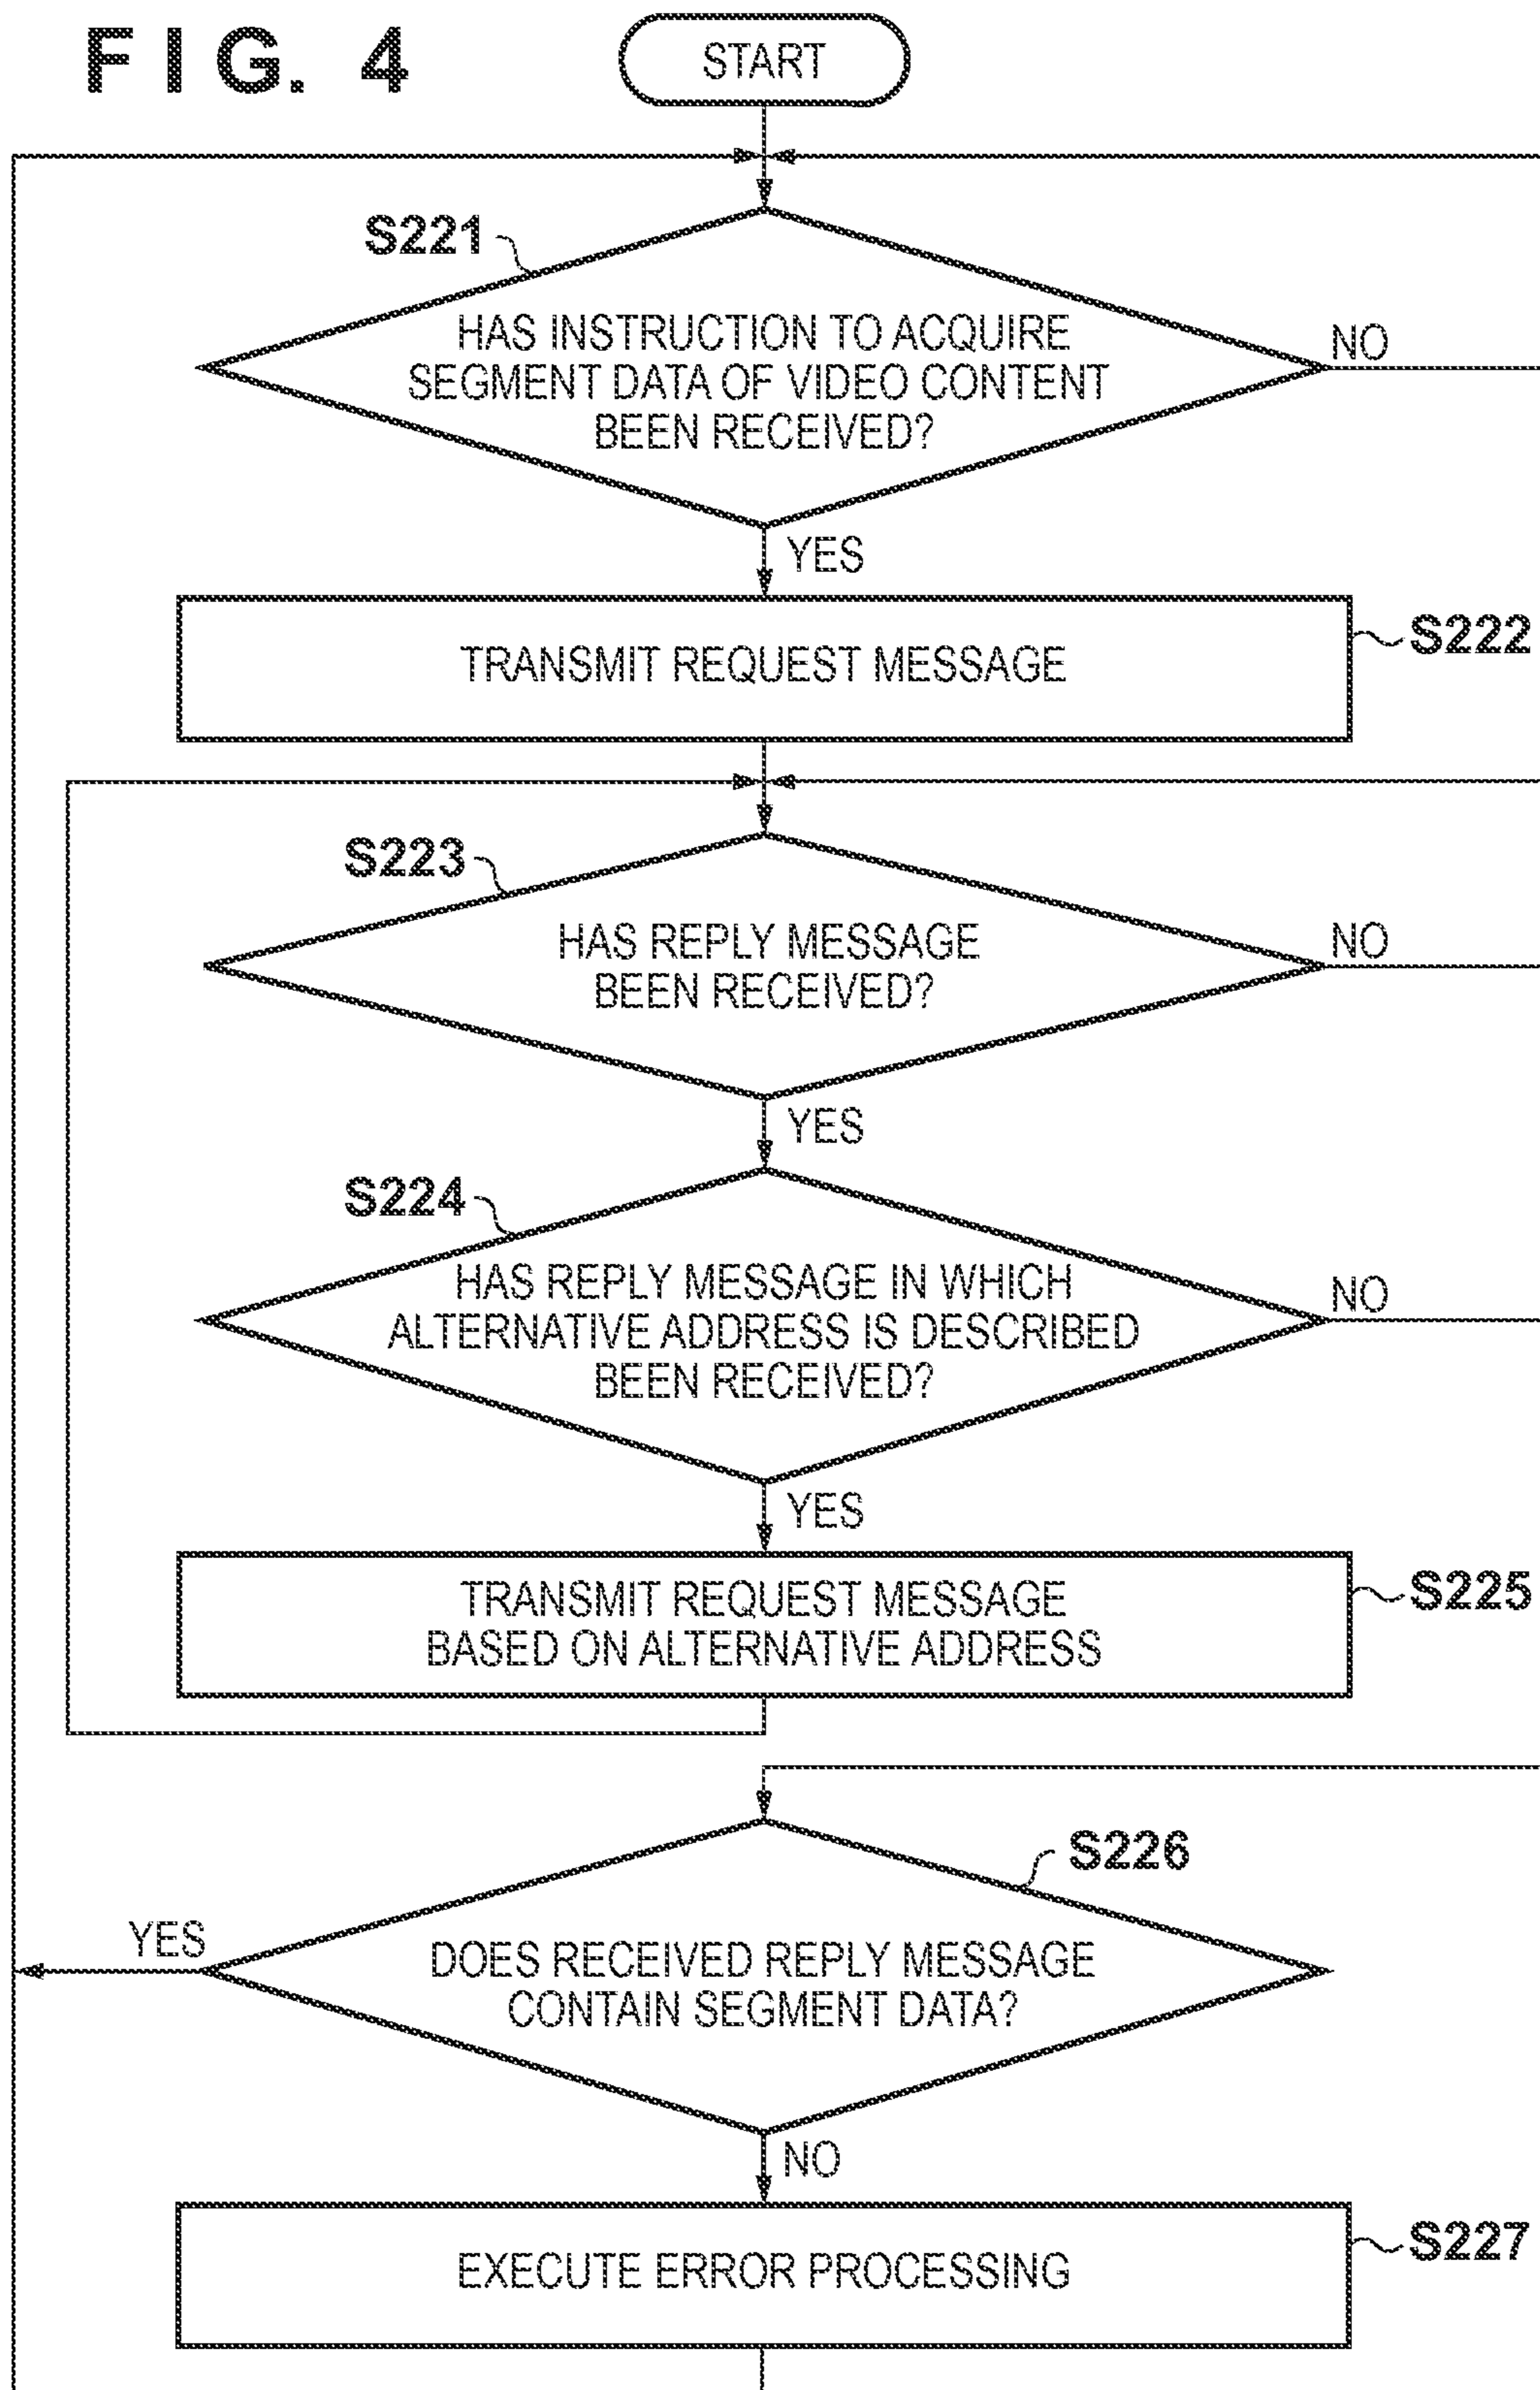 FIG. 4
START
S221
HAS INSTRUCTION TO ACQUIRE
SEGMENT DATA OF VIDEO CONTENT
BEEN RECEIVED?
NO
YES
TRANSMIT REQUEST MESSAGE
S222
S223
HAS REPLY MESSAGE
BEEN RECEIVED?
NO
YES
S224
HAS REPLY MESSAGE IN WHICH
ALTERNATIVE ADDRESS IS DESCRIBED
BEEN RECEIVED?
NO
YES
TRANSMIT REQUEST MESSAGE
BASED ON ALTERNATIVE ADDRESS
S225
S226
YES
DOES RECEIVED REPLY MESSAGE
CONTAIN SEGMENT DATA?
NO
EXECUTE ERROR PROCESSING
S227